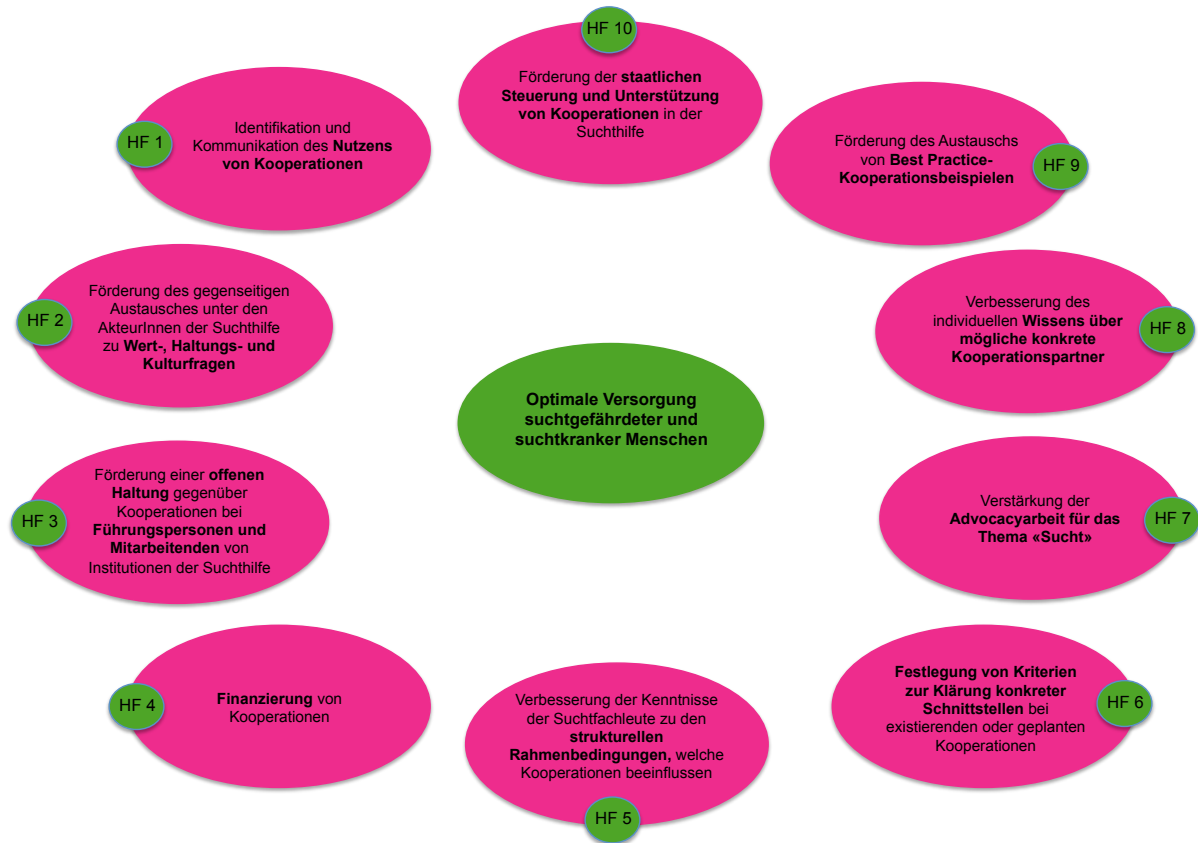 HF 10
Förderung der staatlichen
Steuerung und Unterstützung
von Kooperationen in der
Suchthilfe
HF 1
Identifikation und
Kommunikation des Nutzens
von Kooperationen
Förderung des Austauschs
von Best Practice-
Kooperationsbeispielen
HF 9
HF 2
Förderung des gegenseitigen
Austausches unter den
AkteurInnen der Suchthilfe
zu Wert-, Haltungs- und
Kulturfragen
Verbesserung des
individuellen Wissens über
mögliche konkrete
Kooperationspartner
HF 8
Optimale Versorgung
suchtgefährdeter und
suchtkranker Menschen
HF 3
Förderung einer offenen
Haltung gegenüber
Kooperationen bei
Führungspersonen und
Mitarbeitenden von
Institutionen der Suchthilfe
Verstärkung der
Advocacyarbeit für das
Thema «Sucht»
HF 7
HF 4
Finanzierung von
Kooperationen
Verbesserung der Kenntnisse
der Suchtfachleute zu den
strukturellen
Rahmenbedingungen, welche
Kooperationen beeinflussen
HF 5
Festlegung von Kriterien
zur Klärung konkreter
Schnittstellen bei
existierenden oder geplanten
Kooperationen
HF 6